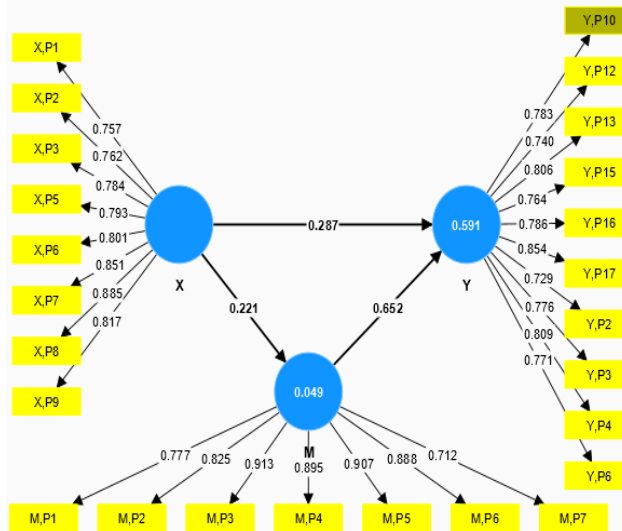 X,P1
X,P2
X,P3
X,P5
X,P6
X,P7
X,P8
X,P9
0.757
0.762
0.784
0.793
0.801
0.851
0.885
0.817
X
0.287
0.221
0.652
0.591
Y
0.049
M
0.783
0.740
0.806
0.764
0.786
0.854
0.729
0.776
0.809
0.771
Y,P10
Y,P12
Y,P13
Y,P15
Y,P16
Y,P17
Y,P2
Y,P3
Y,P4
Y,P6
0.777
0.825
0.913
0.895
0.907
0.888
0.712
M,P1
M,P2
M,P3
M,P4
M,P5
M,P6
M,P7